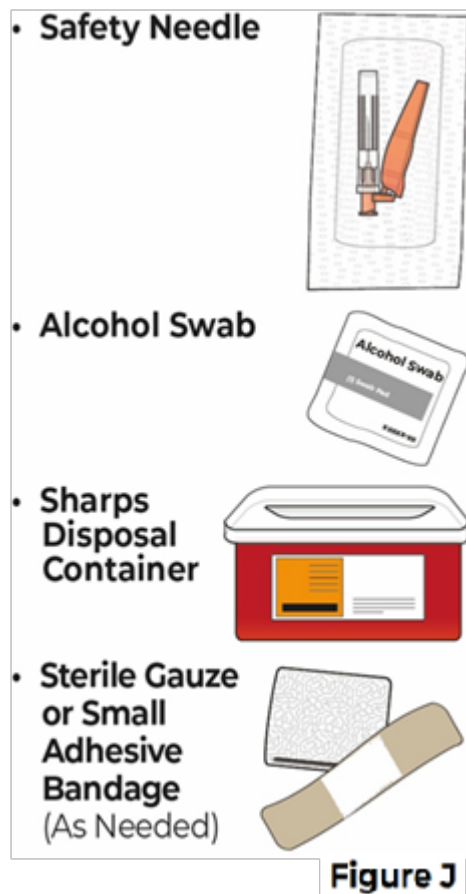 • Safety Needle
• Alcohol Swab
Alcohol Swab
• Sharps
Disposal
Container
• Sterile Gauze
or Small
Adhesive
Bandage
(As Needed)
Figure J